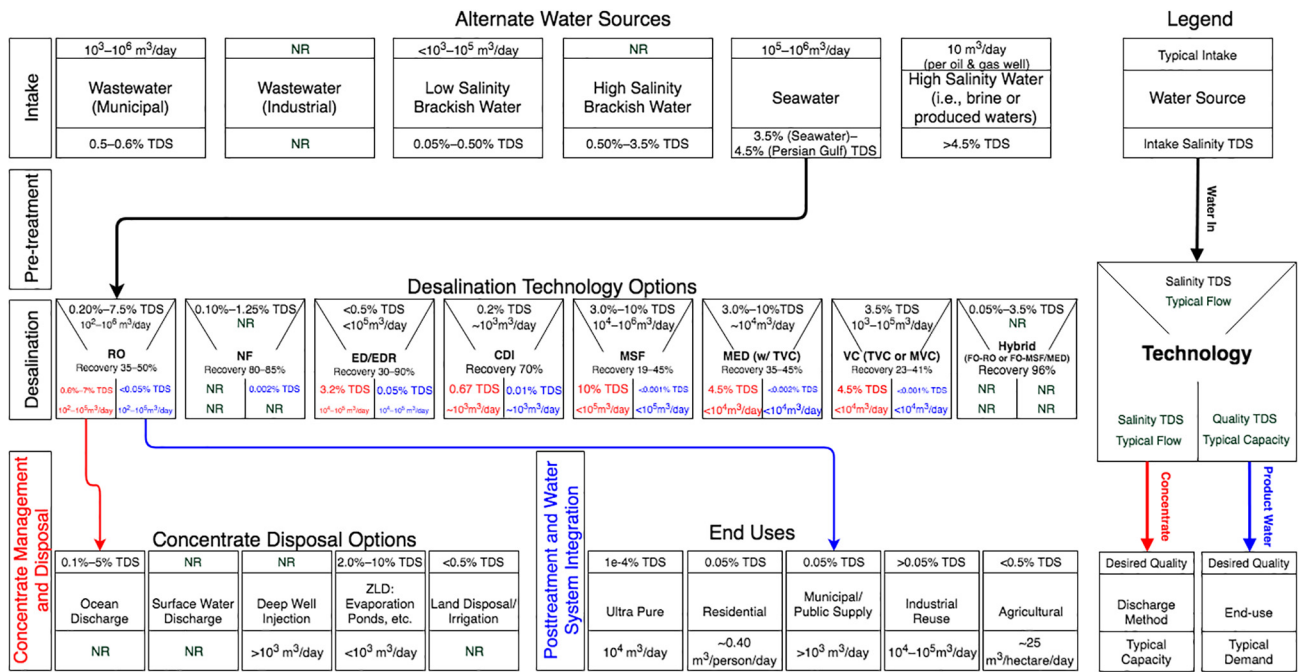 Alternate Water Sources
Legend
Intake
10³–10⁶ m³/day
Wastewater
(Municipal)
0.5–0.6% TDS
NR
Wastewater
(Industrial)
NR
<10³–10⁵ m³/day
Low Salinity
Brackish Water
0.05%–0.50% TDS
NR
High Salinity
Brackish Water
0.50%–3.5% TDS
10⁵–10⁶m³/day
Seawater
3.5% (Seawater)–
4.5% (Persian Gulf) TDS
10 m³/day
(per oil & gas well)
High Salinity Water
(i.e., brine or
produced waters)
>4.5% TDS
Typical Intake
Water Source
Intake Salinity TDS
Water In
Pre-treatment
Desalination Technology Options
Desalination
0.20%–7.5% TDS
10²–10⁶ m³/day
RO
Recovery 35–50%
0.6%–7% TDS
<0.05% TDS
10²–10⁵m³/day
10²–10⁵m³/day
0.10%–1.25% TDS
NR
NF
Recovery 80–85%
NR
0.002% TDS
NR
NR
<0.5% TDS
<10⁵m³/day
ED/EDR
Recovery 30–90%
3.2% TDS
0.05% TDS
10⁴–10⁵ m³/day
10⁴–10⁵ m³/day
0.2% TDS
~10³m³/day
CDI
Recovery 70%
0.67 TDS
0.01% TDS
~10³m³/day
~10³m³/day
3.0%–10% TDS
10⁴–10⁶m³/day
MSF
Recovery 19–45%
10% TDS
<0.001% TDS
<10⁵m³/day
<10⁵m³/day
3.0%–10%TDS
~10⁴m³/day
MED (w/ TVC)
Recovery 35–45%
4.5% TDS
<0.002% TDS
<10⁴m³/day
<10⁴m³/day
3.5% TDS
10³–10⁵m³/day
VC (TVC or MVC)
Recovery 23–41%
4.5% TDS
<0.001% TDS
<10⁴m³/day
<10⁴m³/day
0.05%–3.5% TDS
NR
Hybrid
(FO-RO or FO-MSF/MED)
Recovery 96%
NR
NR
NR
NR
Salinity TDS
Typical Flow
Technology
Salinity TDS
Typical Flow
Quality TDS
Typical Capacity
Concentrate
Product Water
Concentrate Management
and Disposal
Concentrate Disposal Options
0.1%–5% TDS
Ocean
Discharge
NR
NR
Surface Water
Discharge
NR
NR
Deep Well
Injection
>10³ m³/day
2.0%–10% TDS
ZLD:
Evaporation
Ponds, etc.
<10³ m³/day
<0.5% TDS
Land Disposal/
Irrigation
NR
Posttreatment and Water
System Integration
End Uses
1e-4% TDS
Ultra Pure
10⁴ m³/day
0.05% TDS
Residential
~0.40
m³/person/day
0.05% TDS
Municipal/
Public Supply
>10³ m³/day
>0.05% TDS
Industrial
Reuse
10⁴–10⁵m³/day
<0.5% TDS
Agricultural
~25
m³/hectare/day
Desired Quality
Discharge
Method
Typical
Capacity
Desired Quality
End-use
Typical
Demand